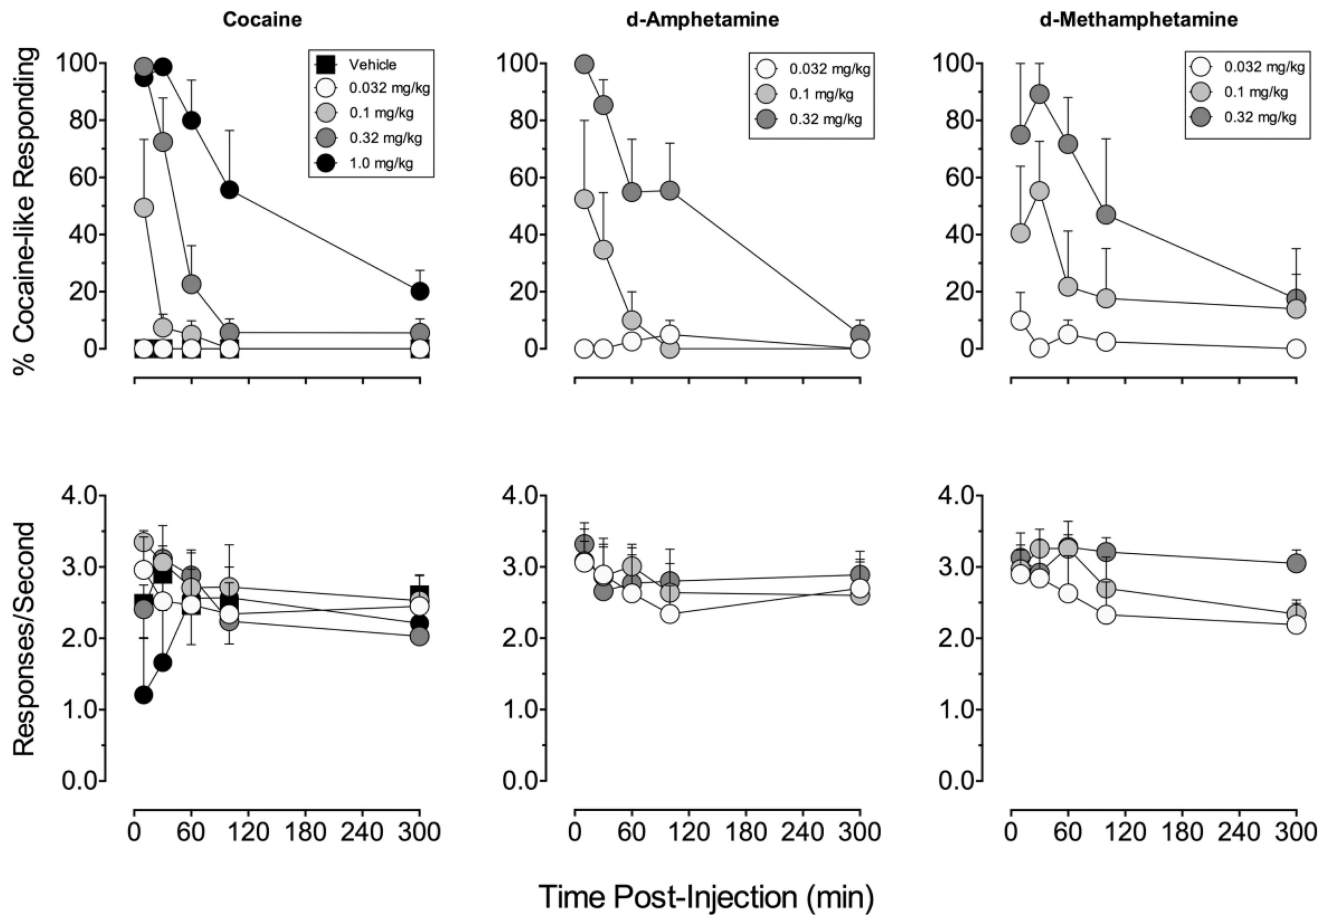 Cocaine
d-Amphetamine
d-Methamphetamine
% Cocaine-like Responding
100
80
60
40
20
0
Vehicle
0.032 mg/kg
0.1 mg/kg
0.32 mg/kg
1.0 mg/kg
100
80
60
40
20
0
0.032 mg/kg
0.1 mg/kg
0.32 mg/kg
100
80
60
40
20
0
0.032 mg/kg
0.1 mg/kg
0.32 mg/kg
Responses/Second
4.0
3.0
2.0
1.0
0.0
0 60 120 180 240 300
4.0
3.0
2.0
1.0
0.0
0 60 120 180 240 300
4.0
3.0
2.0
1.0
0.0
0 60 120 180 240 300
Time Post-Injection (min)